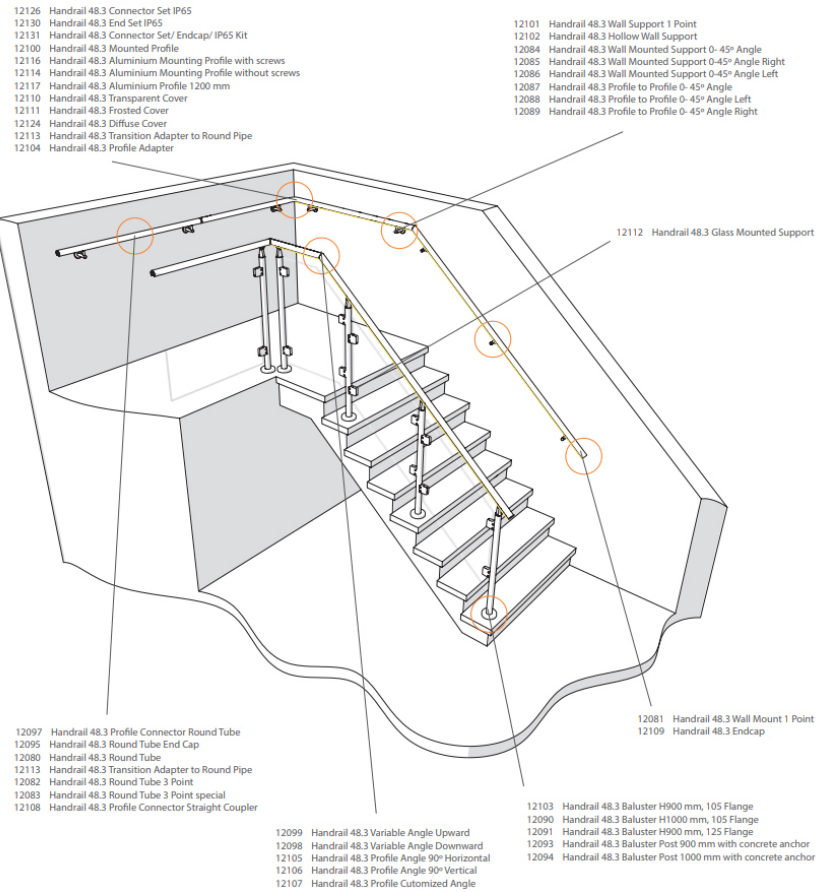 12126 Handrail 48.3 Connector Set IP65
12130 Handrail 48.3 End Set IP65
12131 Handrail 48.3 Connector Set/ Endcap/ IP65 Kit
12100 Handrail 48.3 Mounted Profile
12116 Handrail 48.3 Aluminium Mounting Profile with screws
12114 Handrail 48.3 Aluminium Mounting Profile without screws
12117 Handrail 48.3 Aluminium Profile 1200 mm
12110 Handrail 48.3 Transparent Cover
12111 Handrail 48.3 Frosted Cover
12124 Handrail 48.3 Diffuse Cover
12113 Handrail 48.3 Transition Adapter to Round Pipe
12104 Handrail 48.3 Profile Adapter
12101 Handrail 48.3 Wall Support 1 Point
12102 Handrail 48.3 Hollow Wall Support
12084 Handrail 48.3 Wall Mounted Support 0- 45º Angle
12085 Handrail 48.3 Wall Mounted Support 0-45º Angle Right
12086 Handrail 48.3 Wall Mounted Support 0-45º Angle Left
12087 Handrail 48.3 Profile to Profile 0- 45º Angle
12088 Handrail 48.3 Profile to Profile 0- 45º Angle Left
12089 Handrail 48.3 Profile to Profile 0- 45º Angle Right
12112 Handrail 48.3 Glass Mounted Support
12097 Handrail 48.3 Profile Connector Round Tube
12095 Handrail 48.3 Round Tube End Cap
12080 Handrail 48.3 Round Tube
12113 Handrail 48.3 Transition Adapter to Round Pipe
12082 Handrail 48.3 Round Tube 3 Point
12083 Handrail 48.3 Round Tube 3 Point special
12108 Handrail 48.3 Profile Connector Straight Coupler
12081 Handrail 48.3 Wall Mount 1 Point
12109 Handrail 48.3 Endcap
12099 Handrail 48.3 Variable Angle Upward
12098 Handrail 48.3 Variable Angle Downward
12105 Handrail 48.3 Profile Angle 90º Horizontal
12106 Handrail 48.3 Profile Angle 90º Vertical
12107 Handrail 48.3 Profile Cutomized Angle
12103 Handrail 48.3 Baluster H900 mm, 105 Flange
12090 Handrail 48.3 Baluster H1000 mm, 105 Flange
12091 Handrail 48.3 Baluster H900 mm, 125 Flange
12093 Handrail 48.3 Baluster Post 900 mm with concrete anchor
12094 Handrail 48.3 Baluster Post 1000 mm with concrete anchor